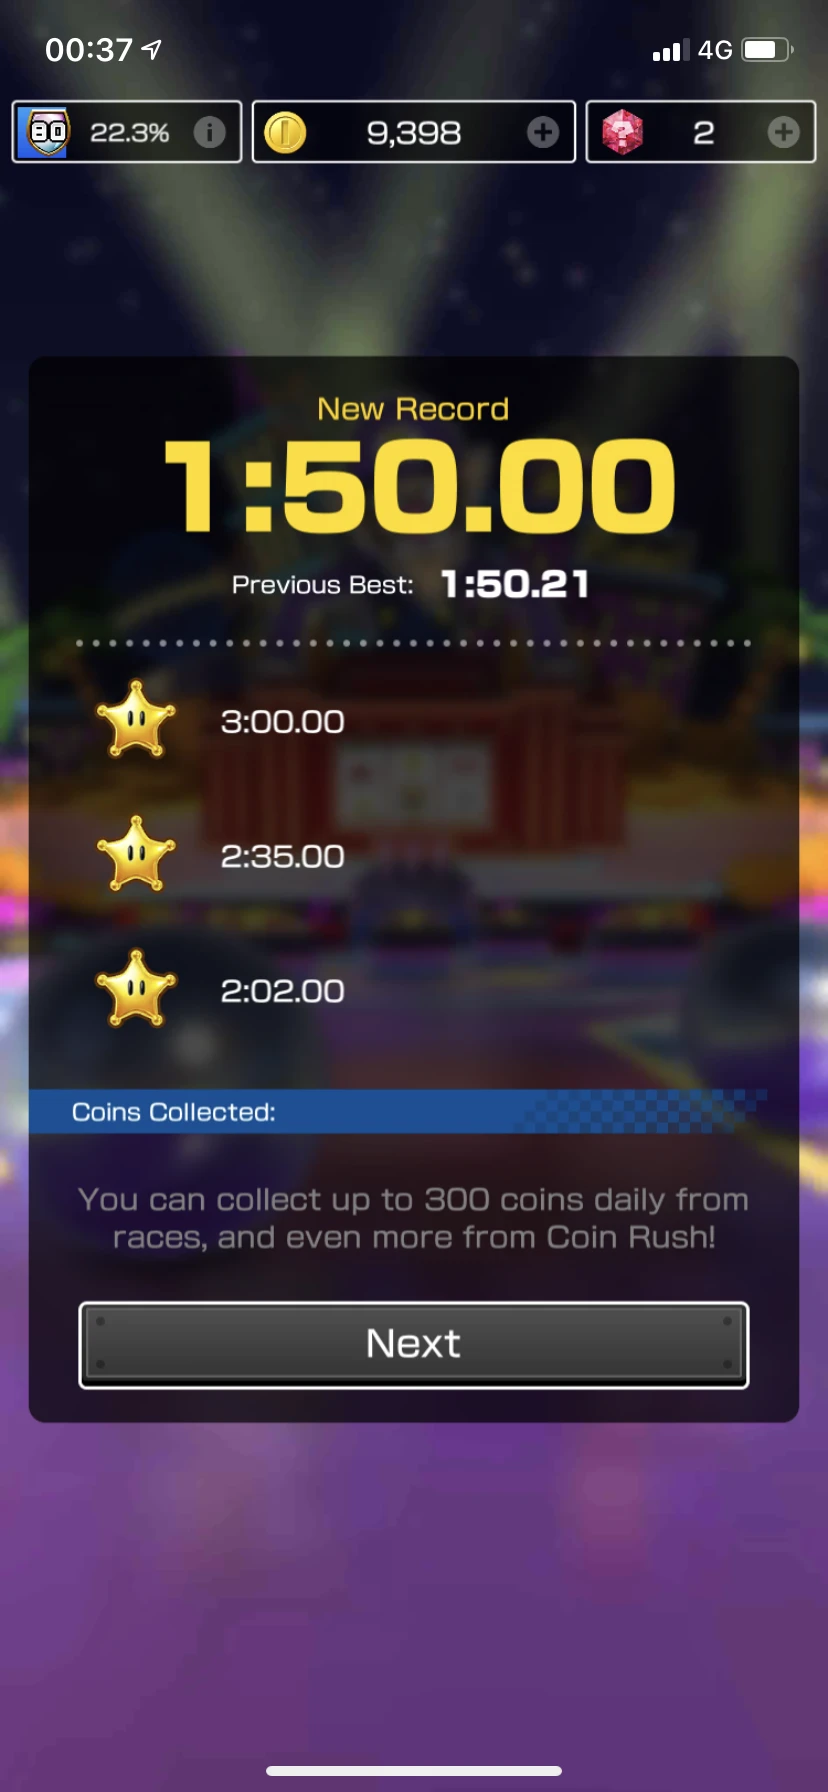 00:37 4G
80 22.3% i 9,398 + ? 2 +
New Record
1:50.00
Previous Best: 1:50.21
3:00.00
2:35.00
2:02.00
Coins Collected:
You can collect up to 300 coins daily from
races, and even more from Coin Rush!
Next